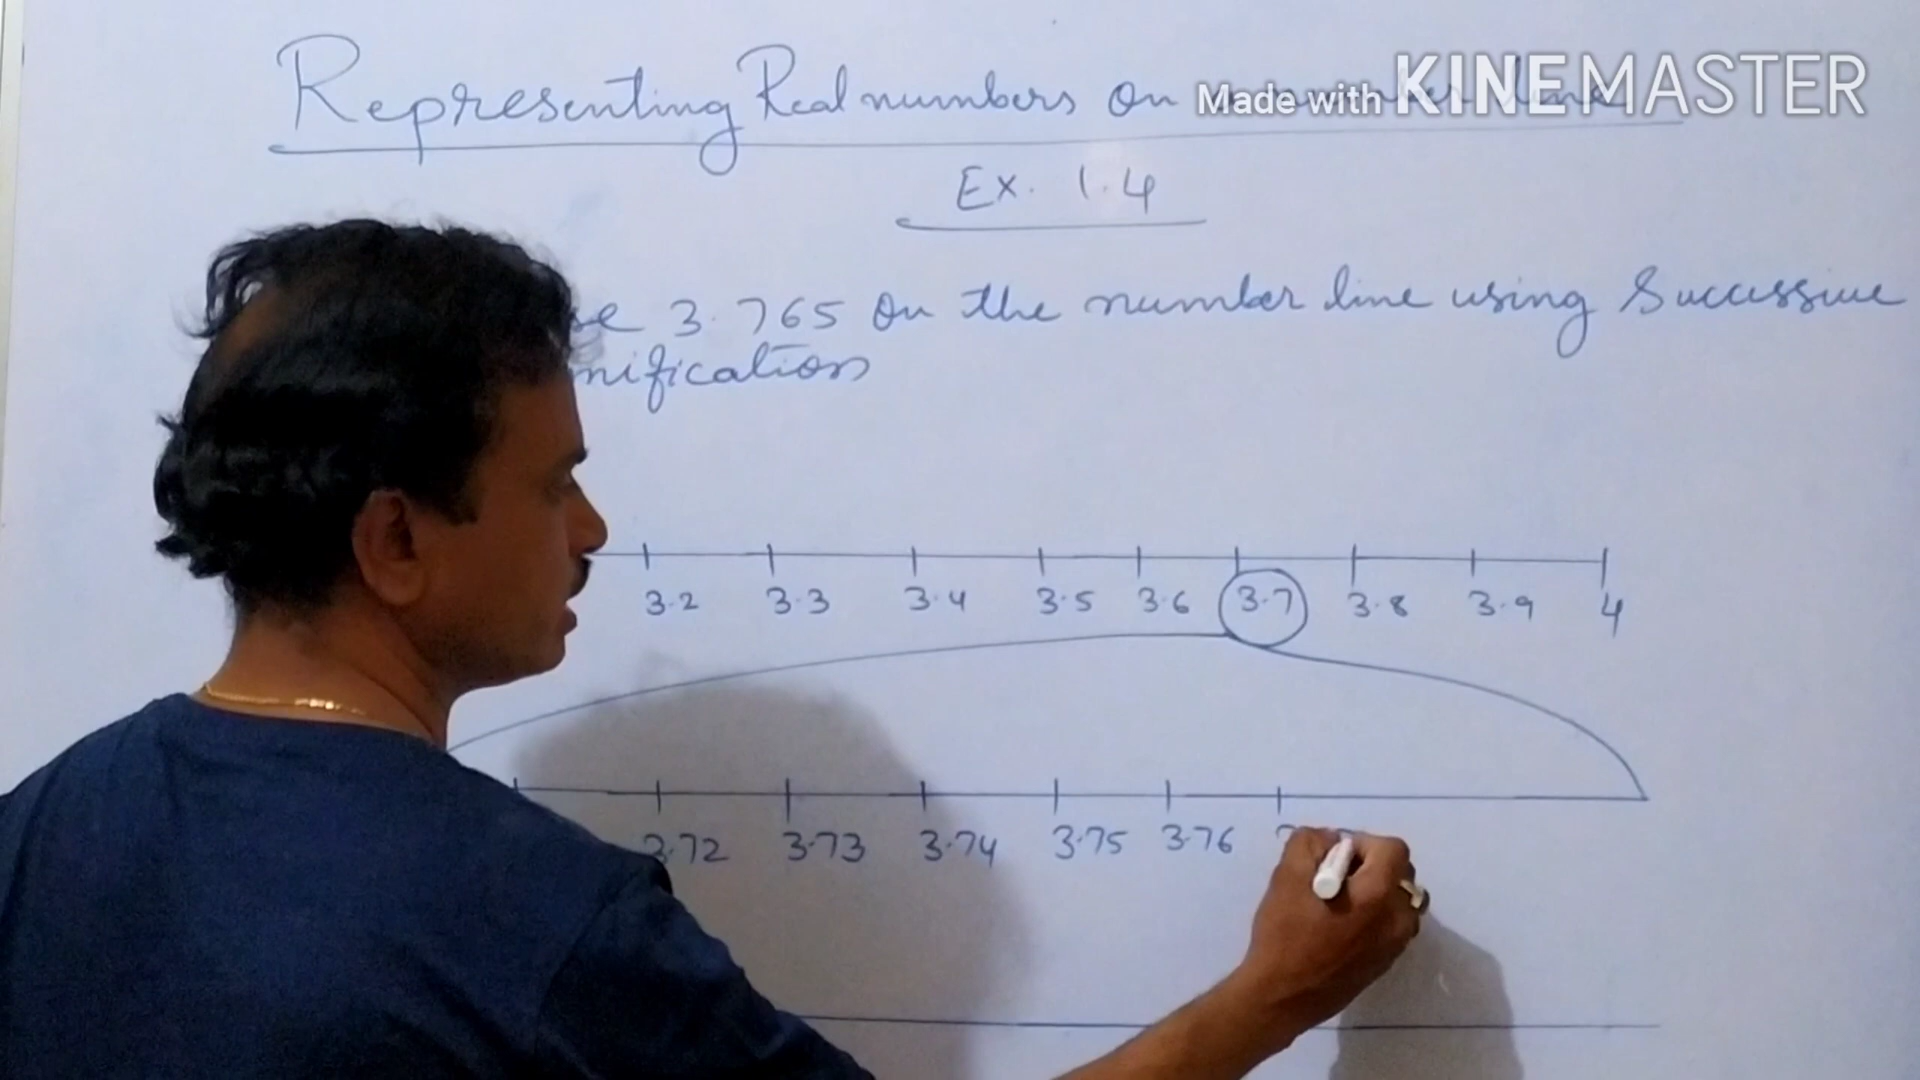 Representing Real numbers on
Made with KINEMASTER
Ex. 1.4
3.765 on the number line using Successive
nification
3.2 3.3 3.4 3.5 3.6 3.7 3.8 3.9 4
3.72 3.73 3.74 3.75 3.76